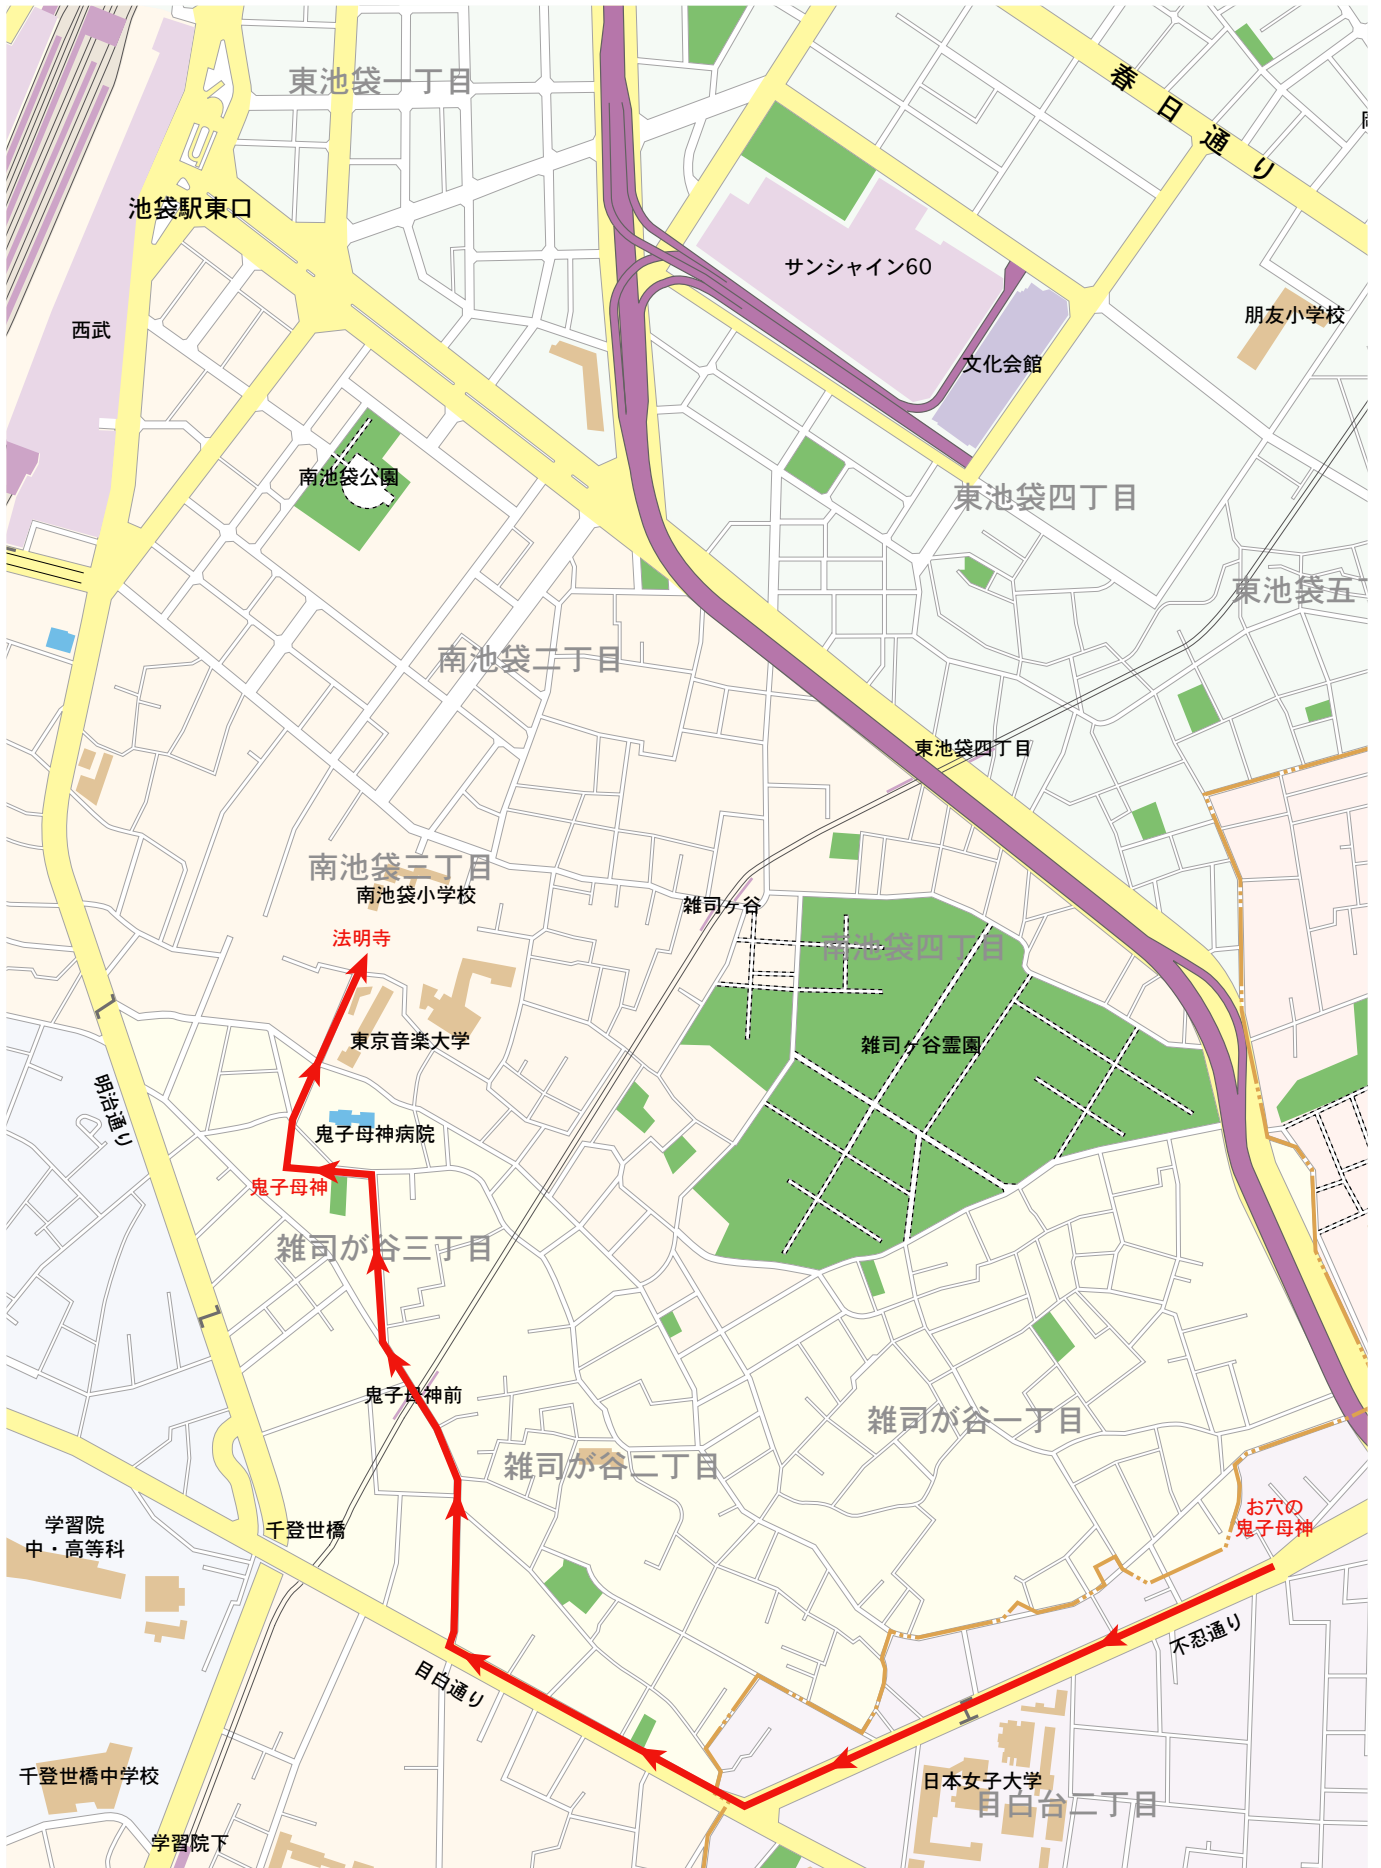 東池袋一丁目
春日通り
池袋駅東口
サンシャイン60
朋友小学校
西武
文化会館
南池袋公園
東池袋四丁目
東池袋五
南池袋二丁目
東池袋四丁目
南池袋三丁目
南池袋小学校
雑司ヶ谷
法明寺
南池袋四丁目
東京音楽大学
雑司ヶ谷霊園
明治通り
鬼子母神病院
鬼子母神
雑司が谷三丁目
鬼子母神前
雑司が谷一丁目
雑司が谷二丁目
お穴の
鬼子母神
学習院
中・高等科
千登世橋
不忍通り
目白通り
千登世橋中学校
日本女子大学
目白台二丁目
学習院下